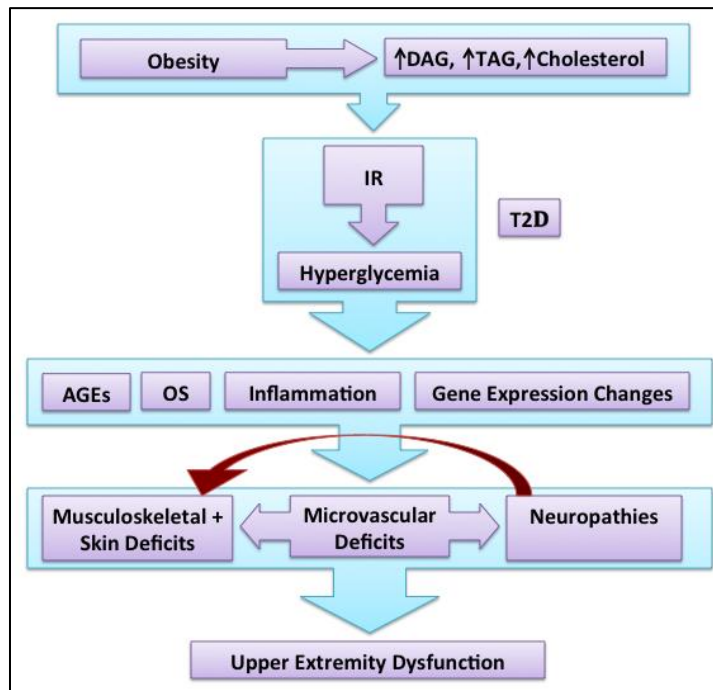 Obesity
↑DAG, ↑TAG,↑Cholesterol
IR
T2D
Hyperglycemia
AGEs
OS
Inflammation
Gene Expression Changes
Musculoskeletal +
Skin Deficits
Microvascular
Deficits
Neuropathies
Upper Extremity Dysfunction